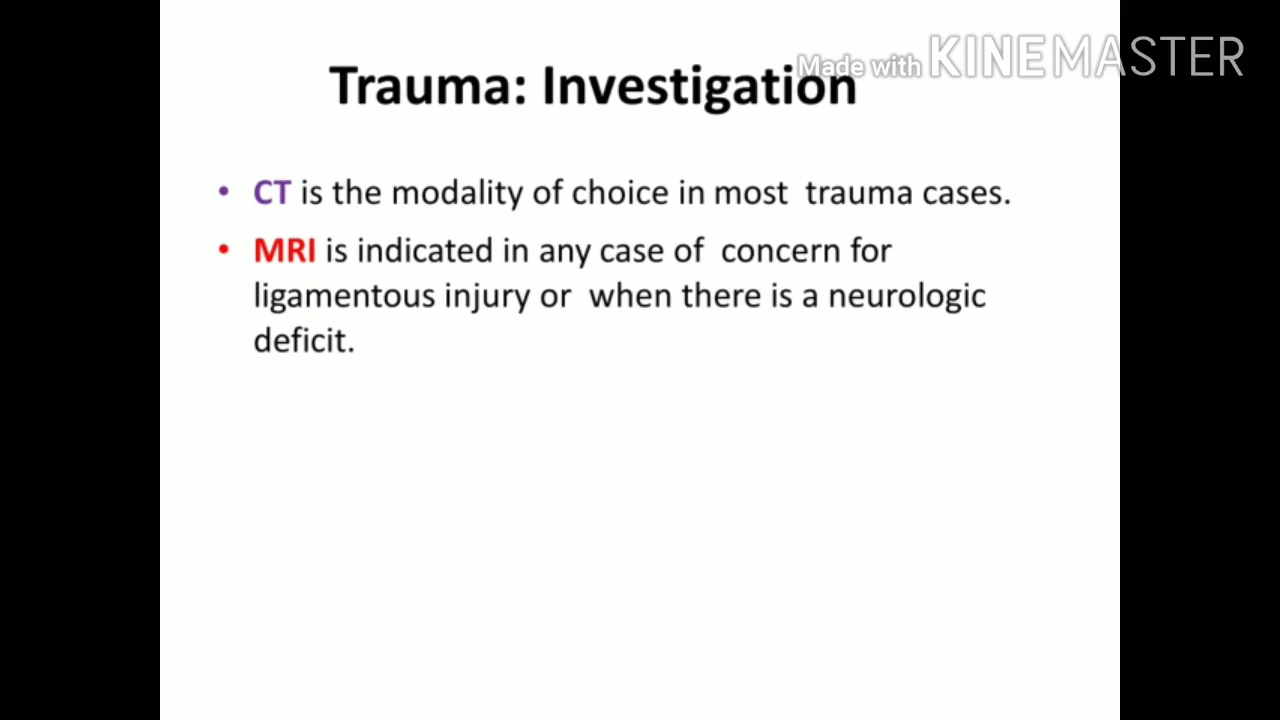 Made with KINEMASTER
Trauma: Investigation
• CT is the modality of choice in most trauma cases.
• MRI is indicated in any case of concern for
ligamentous injury or when there is a neurologic
deficit.